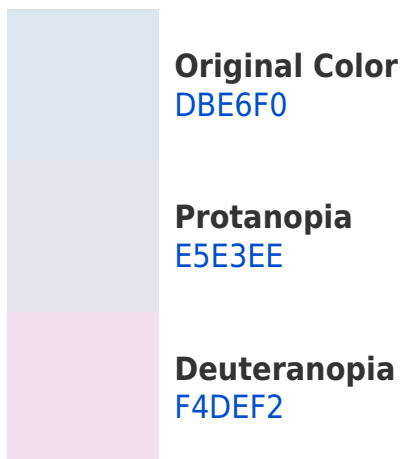 Original Color
DBE6F0
Protanopia
E5E3EE
Deuteranopia
F4DEF2